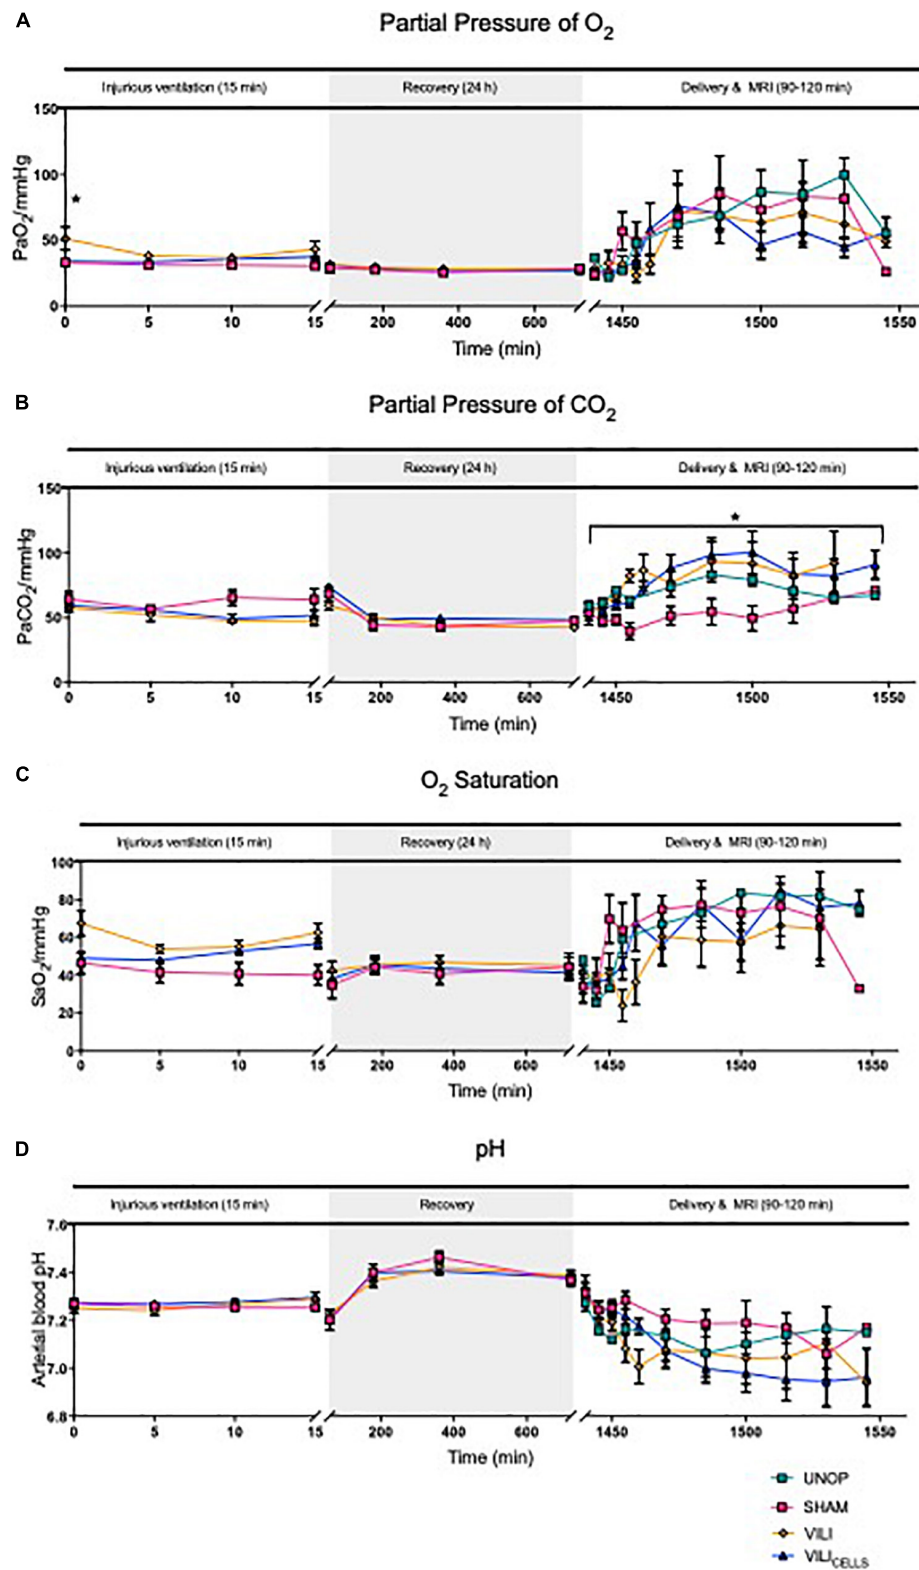 A
Partial Pressure of O2
Injurious ventilation (15 min) Recovery (24 h) Delivery & MRI (90-120 min)
150
100
50
0
PaO2/mmHg
★
0 5 10 15 200 400 600 1450 1500 1550
Time (min)
B
Partial Pressure of CO2
Injurious ventilation (15 min) Recovery (24 h) Delivery & MRI (90-120 min)
150
100
50
0
PaCO2/mmHg
★
0 5 10 15 200 400 600 1450 1500 1550
Time (min)
C
O2 Saturation
Injurious ventilation (15 min) Recovery (24 h) Delivery & MRI (90-120 min)
100
80
60
40
20
0
SaO2/mmHg
0 5 10 15 200 400 600 1450 1500 1550
Time (min)
D
pH
Injurious ventilation (15 min) Recovery Delivery & MRI (90-120 min)
7.6
7.4
7.2
7.0
6.8
Arterial blood pH
0 5 10 15 200 400 600 1450 1500 1550
Time (min)
UNOP
SHAM
VILI
VILICELLS